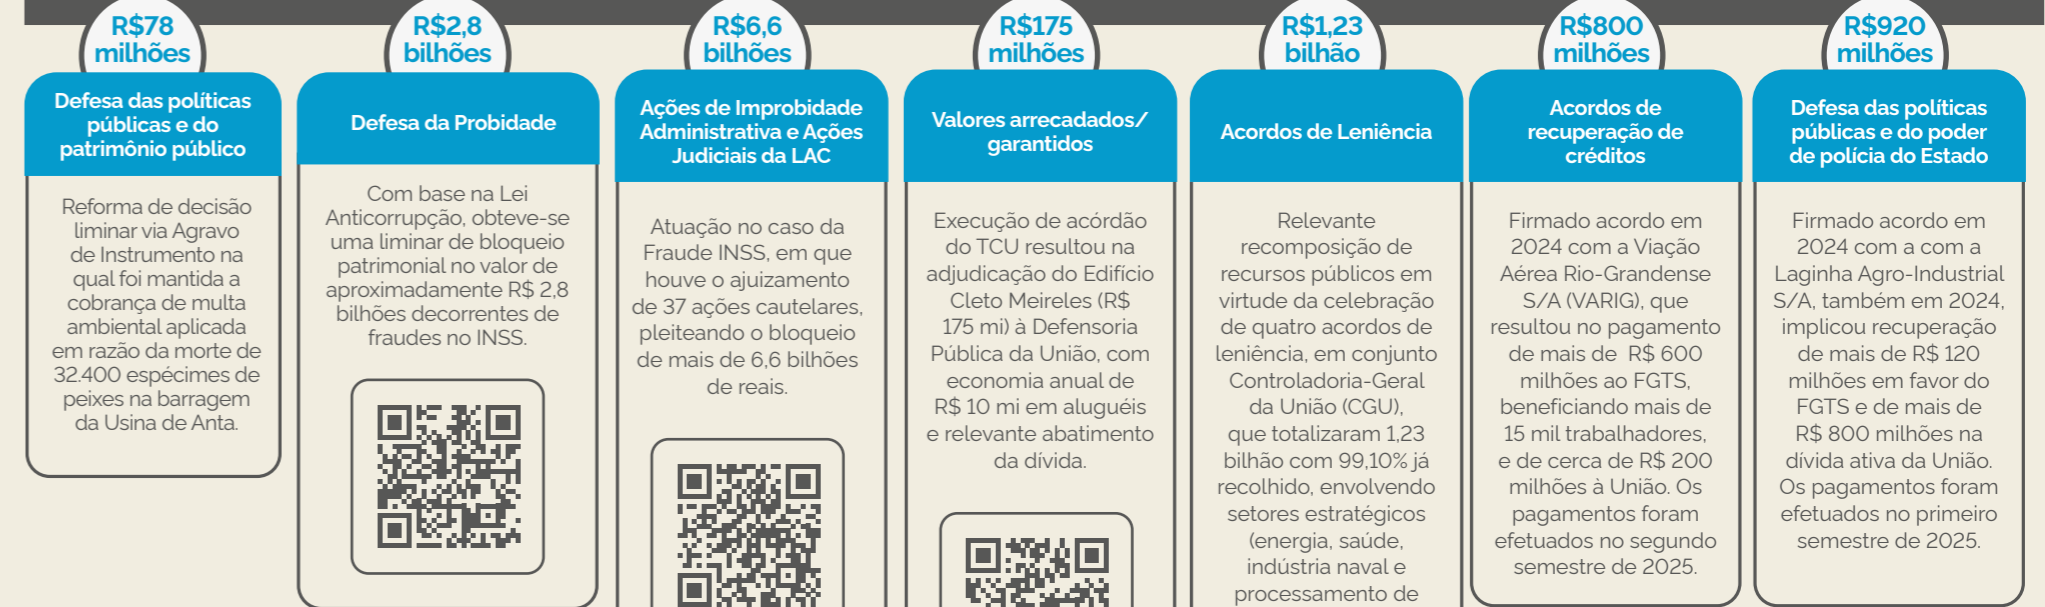 R$78
milhões
Defesa das políticas
públicas e do
patrimônio público
Reforma de decisão
liminar via Agravo
de Instrumento na
qual foi mantida a
cobrança de multa
ambiental aplicada
em razão da morte de
32.400 espécimes de
peixes na barragem
da Usina de Anta.
R$2,8
bilhões
Defesa da Probidade
Com base na Lei
Anticorrupção, obteve-se
uma liminar de bloqueio
patrimonial no valor de
aproximadamente R$ 2,8
bilhões decorrentes de
fraudes no INSS.
R$6,6
bilhões
Ações de Improbidade
Administrativa e Ações
Judiciais da LAC
Atuação no caso da
Fraude INSS, em que
houve o ajuizamento
de 37 ações cautelares,
pleiteando o bloqueio
de mais de 6,6 bilhões
de reais.
R$175
milhões
Valores arrecadados/
garantidos
Execução de acórdão
do TCU resultou na
adjudicação do Edifício
Cleto Meireles (R$
175 mi) à Defensoria
Pública da União, com
economia anual de
R$ 10 mi em aluguéis
e relevante abatimento
da dívida.
R$1,23
bilhão
Acordos de Leniência
Relevante
recomposição de
recursos públicos em
virtude da celebração
de quatro acordos de
leniência, em conjunto
Controladoria-Geral
da União (CGU),
que totalizaram 1,23
bilhão com 99,10% já
recolhido, envolvendo
setores estratégicos
(energia, saúde,
indústria naval e
processamento de
R$800
milhões
Acordos de
recuperação de
créditos
Firmado acordo em
2024 com a Viação
Aérea Rio-Grandense
S/A (VARIG), que
resultou no pagamento
de mais de R$ 600
milhões ao FGTS,
beneficiando mais de
15 mil trabalhadores,
e de cerca de R$ 200
milhões à União. Os
pagamentos foram
efetuados no segundo
semestre de 2025.
R$920
milhões
Defesa das políticas
públicas e do poder
de polícia do Estado
Firmado acordo em
2024 com a com a
Laginha Agro-Industrial
S/A, também em 2024,
implicou recuperação
de mais de R$ 120
milhões em favor do
FGTS e de mais de
R$ 800 milhões na
dívida ativa da União.
Os pagamentos foram
efetuados no primeiro
semestre de 2025.